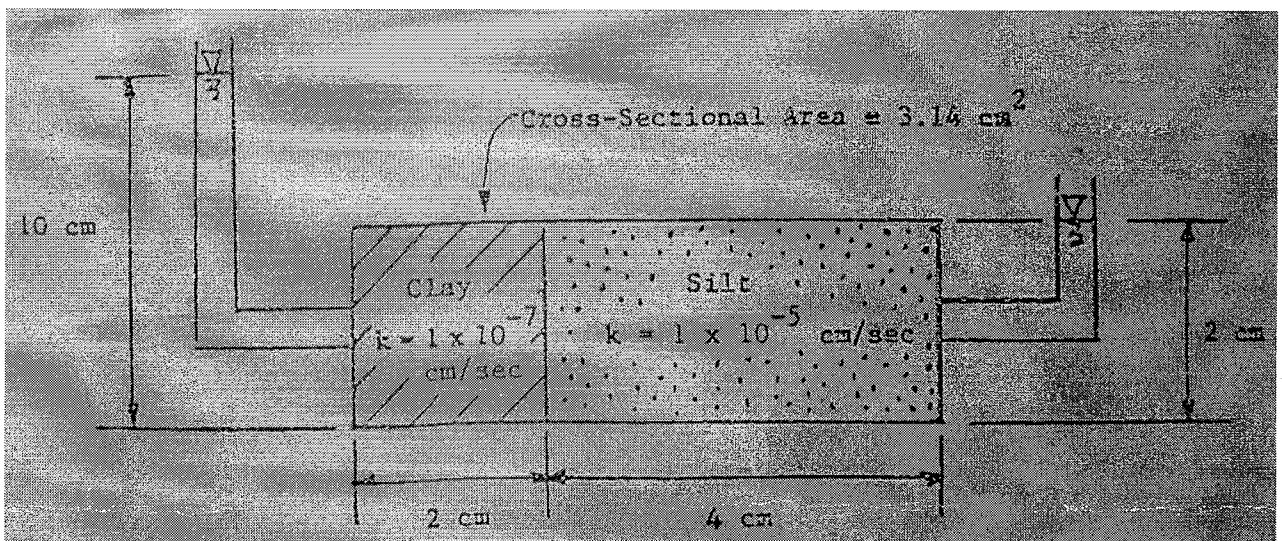 Cross-Sectional Area = 3.14 cm²
10 cm
Clay
k = 1 x 10⁻⁷
cm/sec
Silt
k = 1 x 10⁻⁵ cm/sec
2 cm
2 cm
4 cm